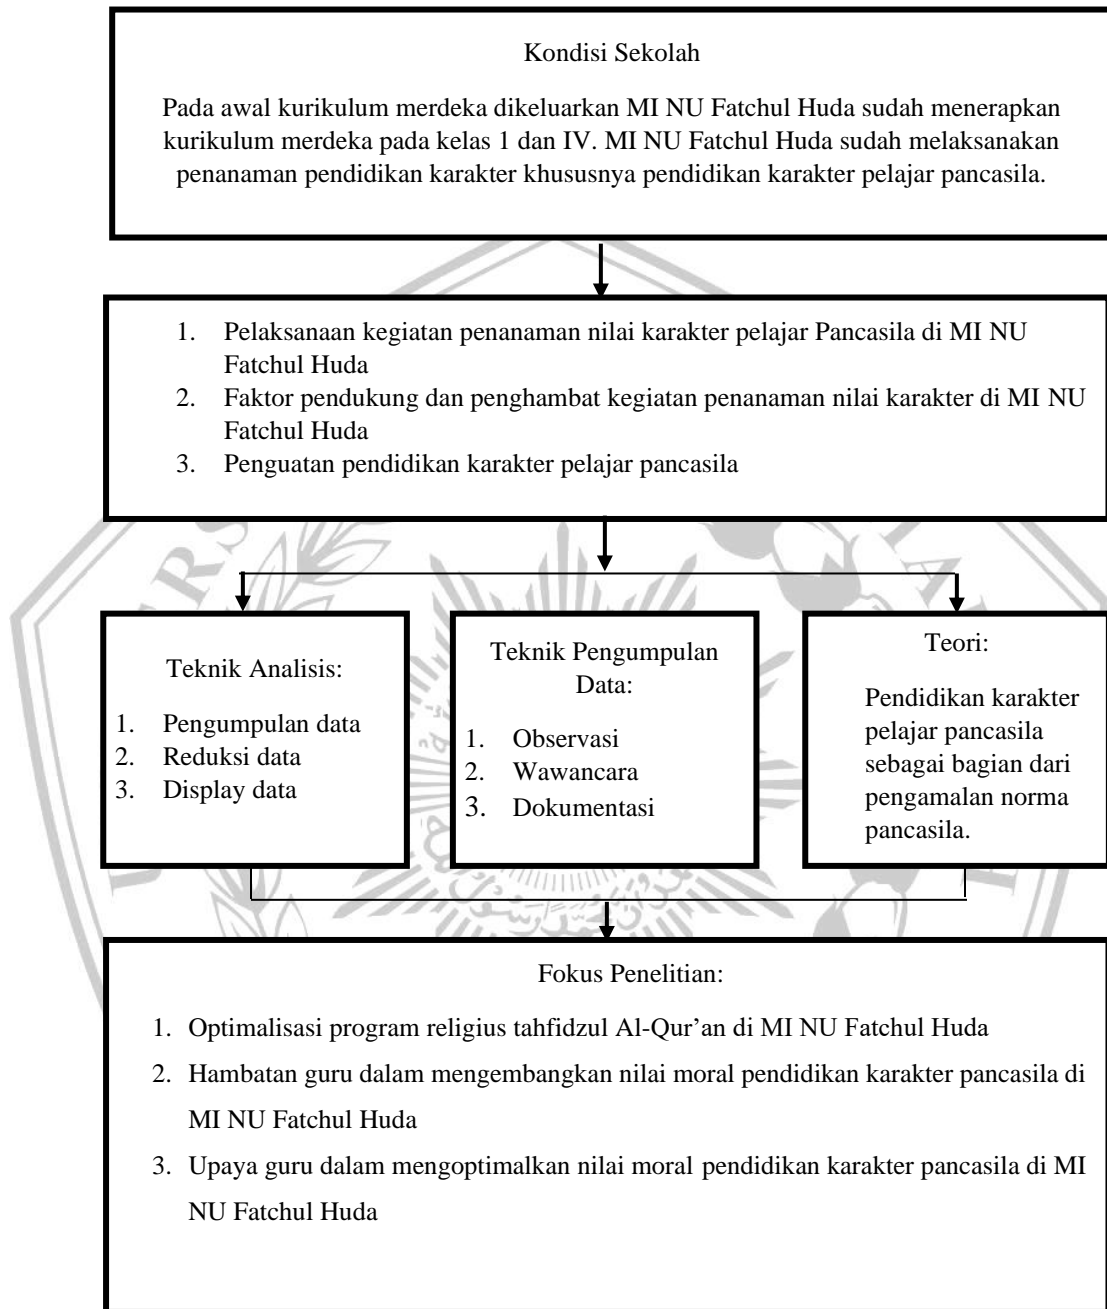 Kondisi Sekolah
Pada awal kurikulum merdeka dikeluarkan MI NU Fatchul Huda sudah menerapkan
kurikulum merdeka pada kelas 1 dan IV. MI NU Fatchul Huda sudah melaksanakan
penanaman pendidikan karakter khususnya pendidikan karakter pelajar pancasila.
1. Pelaksanaan kegiatan penanaman nilai karakter pelajar Pancasila di MI NU
Fatchul Huda
2. Faktor pendukung dan penghambat kegiatan penanaman nilai karakter di MI NU
Fatchul Huda
3. Penguatan pendidikan karakter pelajar pancasila
Teknik Analisis:
1. Pengumpulan data
2. Reduksi data
3. Display data
Teknik Pengumpulan
Data:
1. Observasi
2. Wawancara
3. Dokumentasi
Teori:
Pendidikan karakter
pelajar pancasila
sebagai bagian dari
pengamalan norma
pancasila.
Fokus Penelitian:
1. Optimalisasi program religius tahfidzul Al-Qur’an di MI NU Fatchul Huda
2. Hambatan guru dalam mengembangkan nilai moral pendidikan karakter pancasila di
MI NU Fatchul Huda
3. Upaya guru dalam mengoptimalkan nilai moral pendidikan karakter pancasila di MI
NU Fatchul Huda